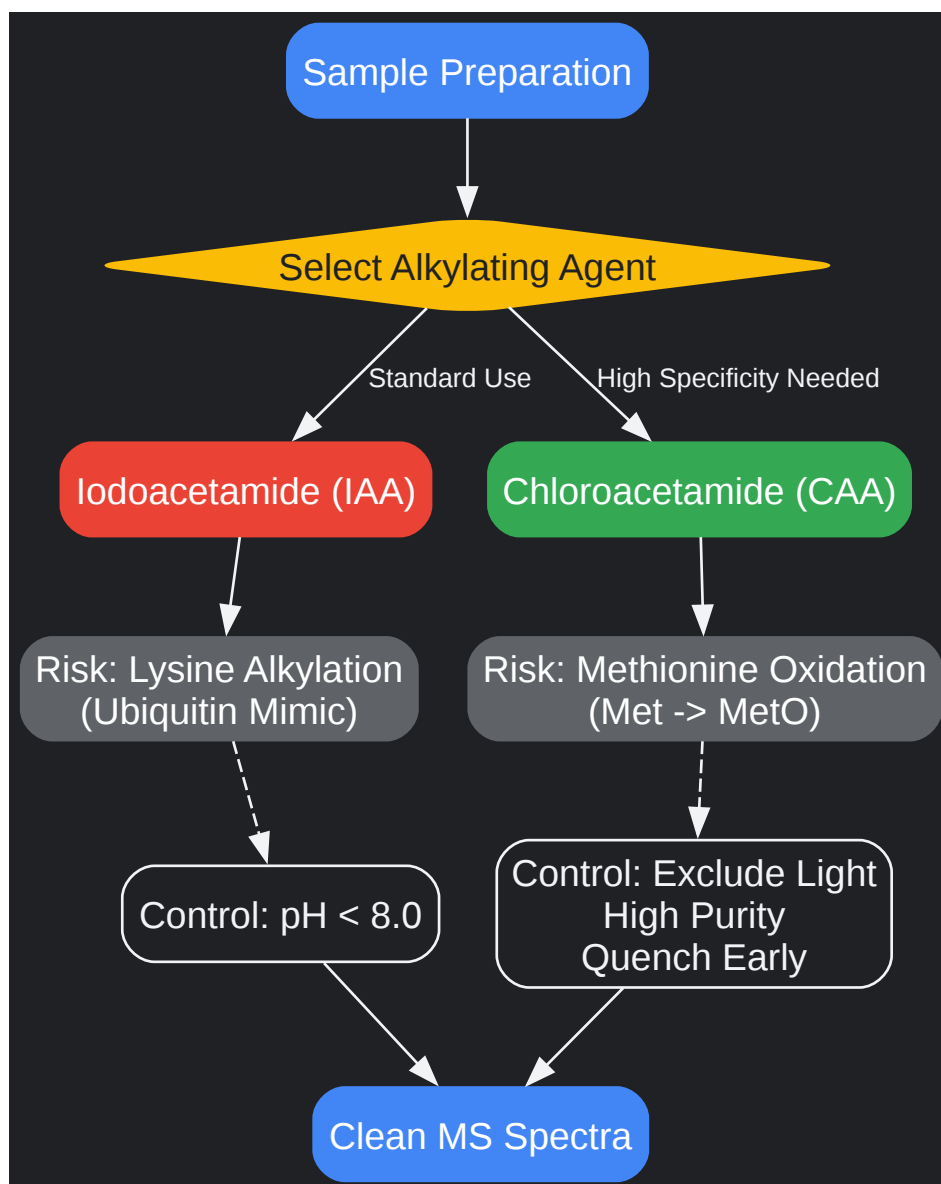 Sample Preparation
Select Alkylating Agent
Standard Use
High Specificity Needed
Iodoacetamide (IAA)
Chloroacetamide (CAA)
Risk: Lysine Alkylation
(Ubiquitin Mimic)
Risk: Methionine Oxidation
(Met -> MetO)
Control: pH < 8.0
Control: Exclude Light
High Purity
Quench Early
Clean MS Spectra